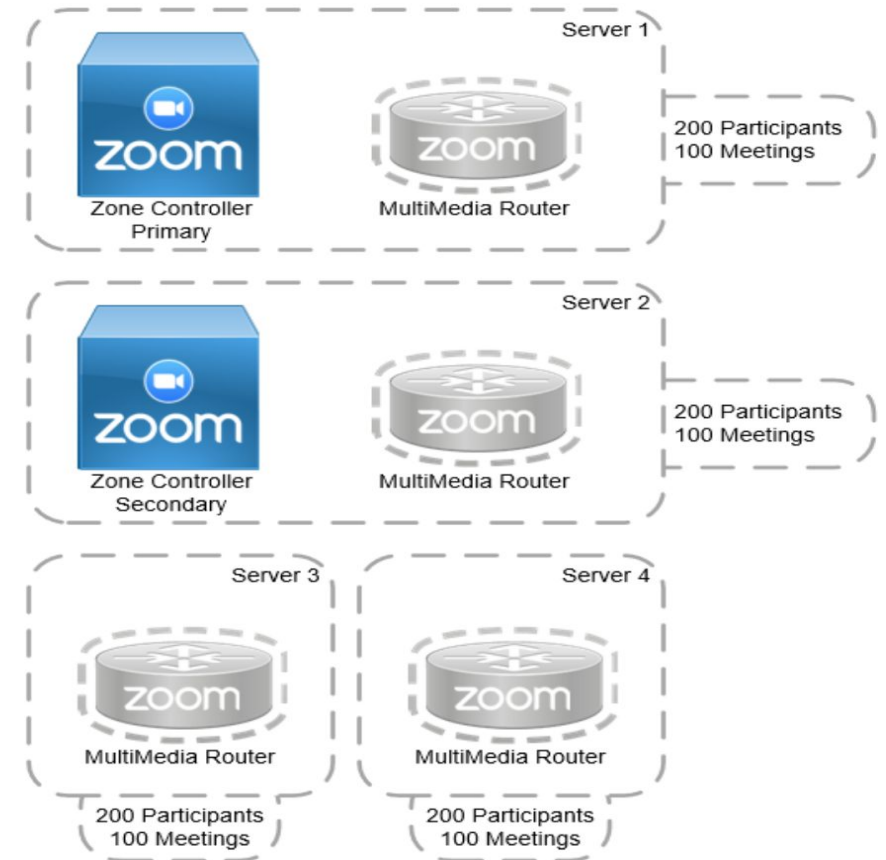 Server 1
zoom
zoom
Zone Controller
Primary
MultiMedia Router
200 Participants
100 Meetings
Server 2
zoom
zoom
Zone Controller
Secondary
MultiMedia Router
200 Participants
100 Meetings
Server 3
zoom
MultiMedia Router
200 Participants
100 Meetings
Server 4
zoom
MultiMedia Router
200 Participants
100 Meetings